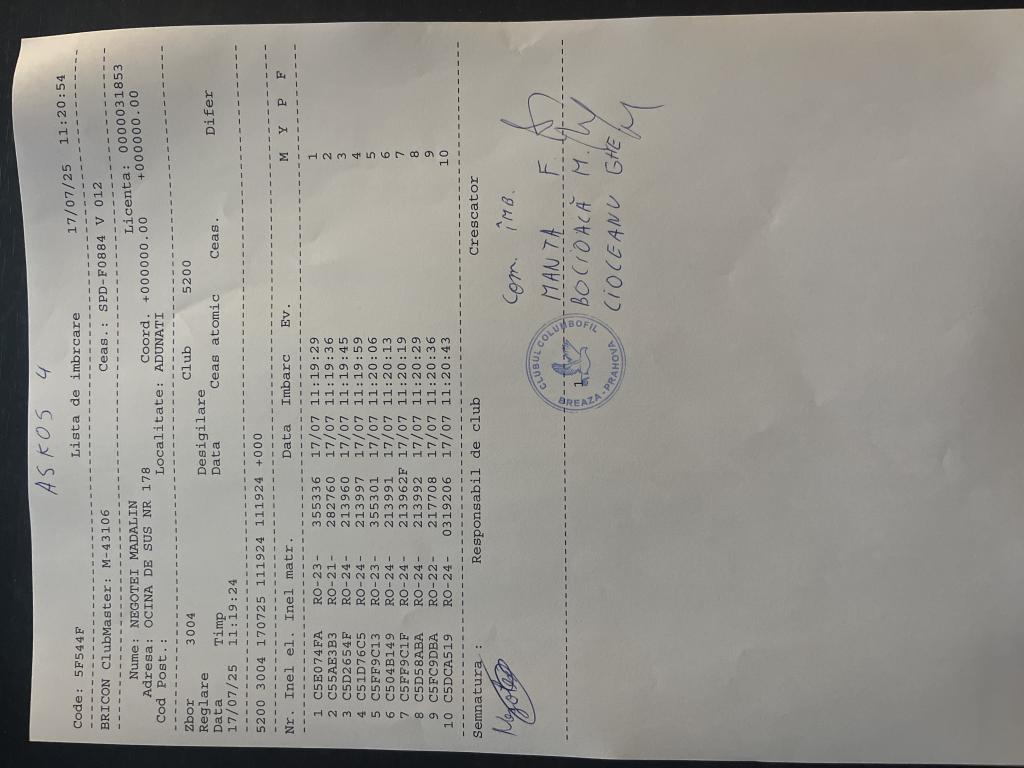 ASKOS 4
Code: 5F544F Lista de imbrcare 17/07/25 11:20:54
BRICON ClubMaster: M-43106 Ceas.: SPD-F0884 V 012
Nume: NEGOTEI MADALIN Licenta: 0000031853
Adresa: OCINA DE SUS NR 178 Coord. +000000.00 +000000.00
Cod Post.: Localitate: ADUNATI
Zbor 3004 Club 5200
Reglare Desigilare
Data Timp Data Ceas atomic Ceas. Difer
17/07/25 11:19:24
5200 3004 170725 111924 111924 +000
Nr. Inel el. Inel matr. Data Imbarc Ev. M Y P F
1 C5E074FA RO-23- 355336 17/07 11:19:29 1
2 C55AE3B3 RO-21- 282760 17/07 11:19:36 2
3 C5D2654F RO-24- 213960 17/07 11:19:45 3
4 C51D76C5 RO-24- 213997 17/07 11:19:59 4
5 C5FF9C13 RO-23- 355301 17/07 11:20:06 5
6 C504B149 RO-24- 213991 17/07 11:20:13 6
7 C5FF9C1F RO-24- 213962F 17/07 11:20:19 7
8 C5D58ABA RO-24- 213992 17/07 11:20:29 8
9 C5FC9DBA RO-22- 217708 17/07 11:20:36 9
10 C5DCA519 RO-24- 0319206 17/07 11:20:43 10
Semnatura : Responsabil de club Crescator
Com. îMB.
MANTA F.
BOCIOACĂ M.
CIOCEANU GHE
CLUBUL COLUMBOFIL
1
BREAZA-PRAHOVA